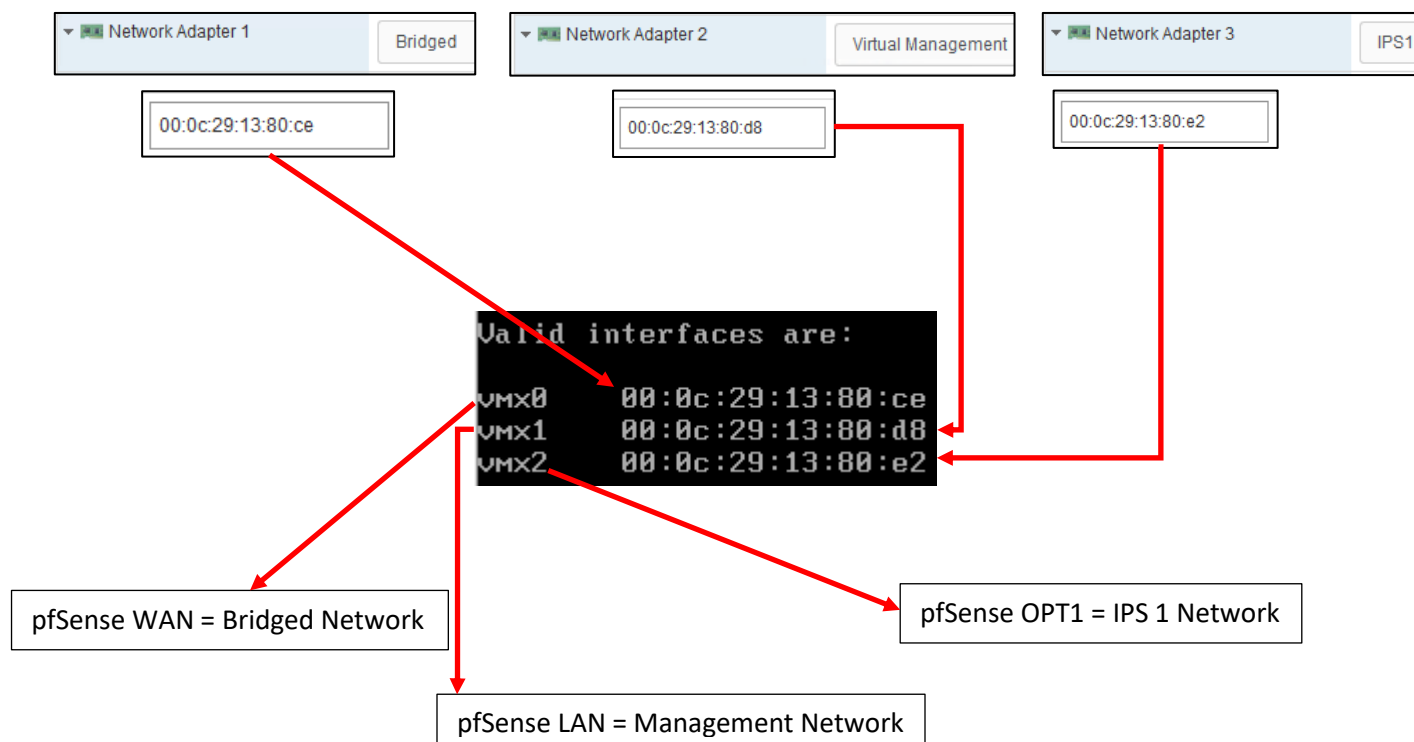 Network Adapter 1
Bridged
Network Adapter 2
Virtual Management
Network Adapter 3
IPS1
00:0c:29:13:80:ce
00:0c:29:13:80:d8
00:0c:29:13:80:e2
Valid interfaces are:
vmx0 00:0c:29:13:80:ce
vmx1 00:0c:29:13:80:d8
vmx2 00:0c:29:13:80:e2
pfSense WAN = Bridged Network
pfSense OPT1 = IPS 1 Network
pfSense LAN = Management Network